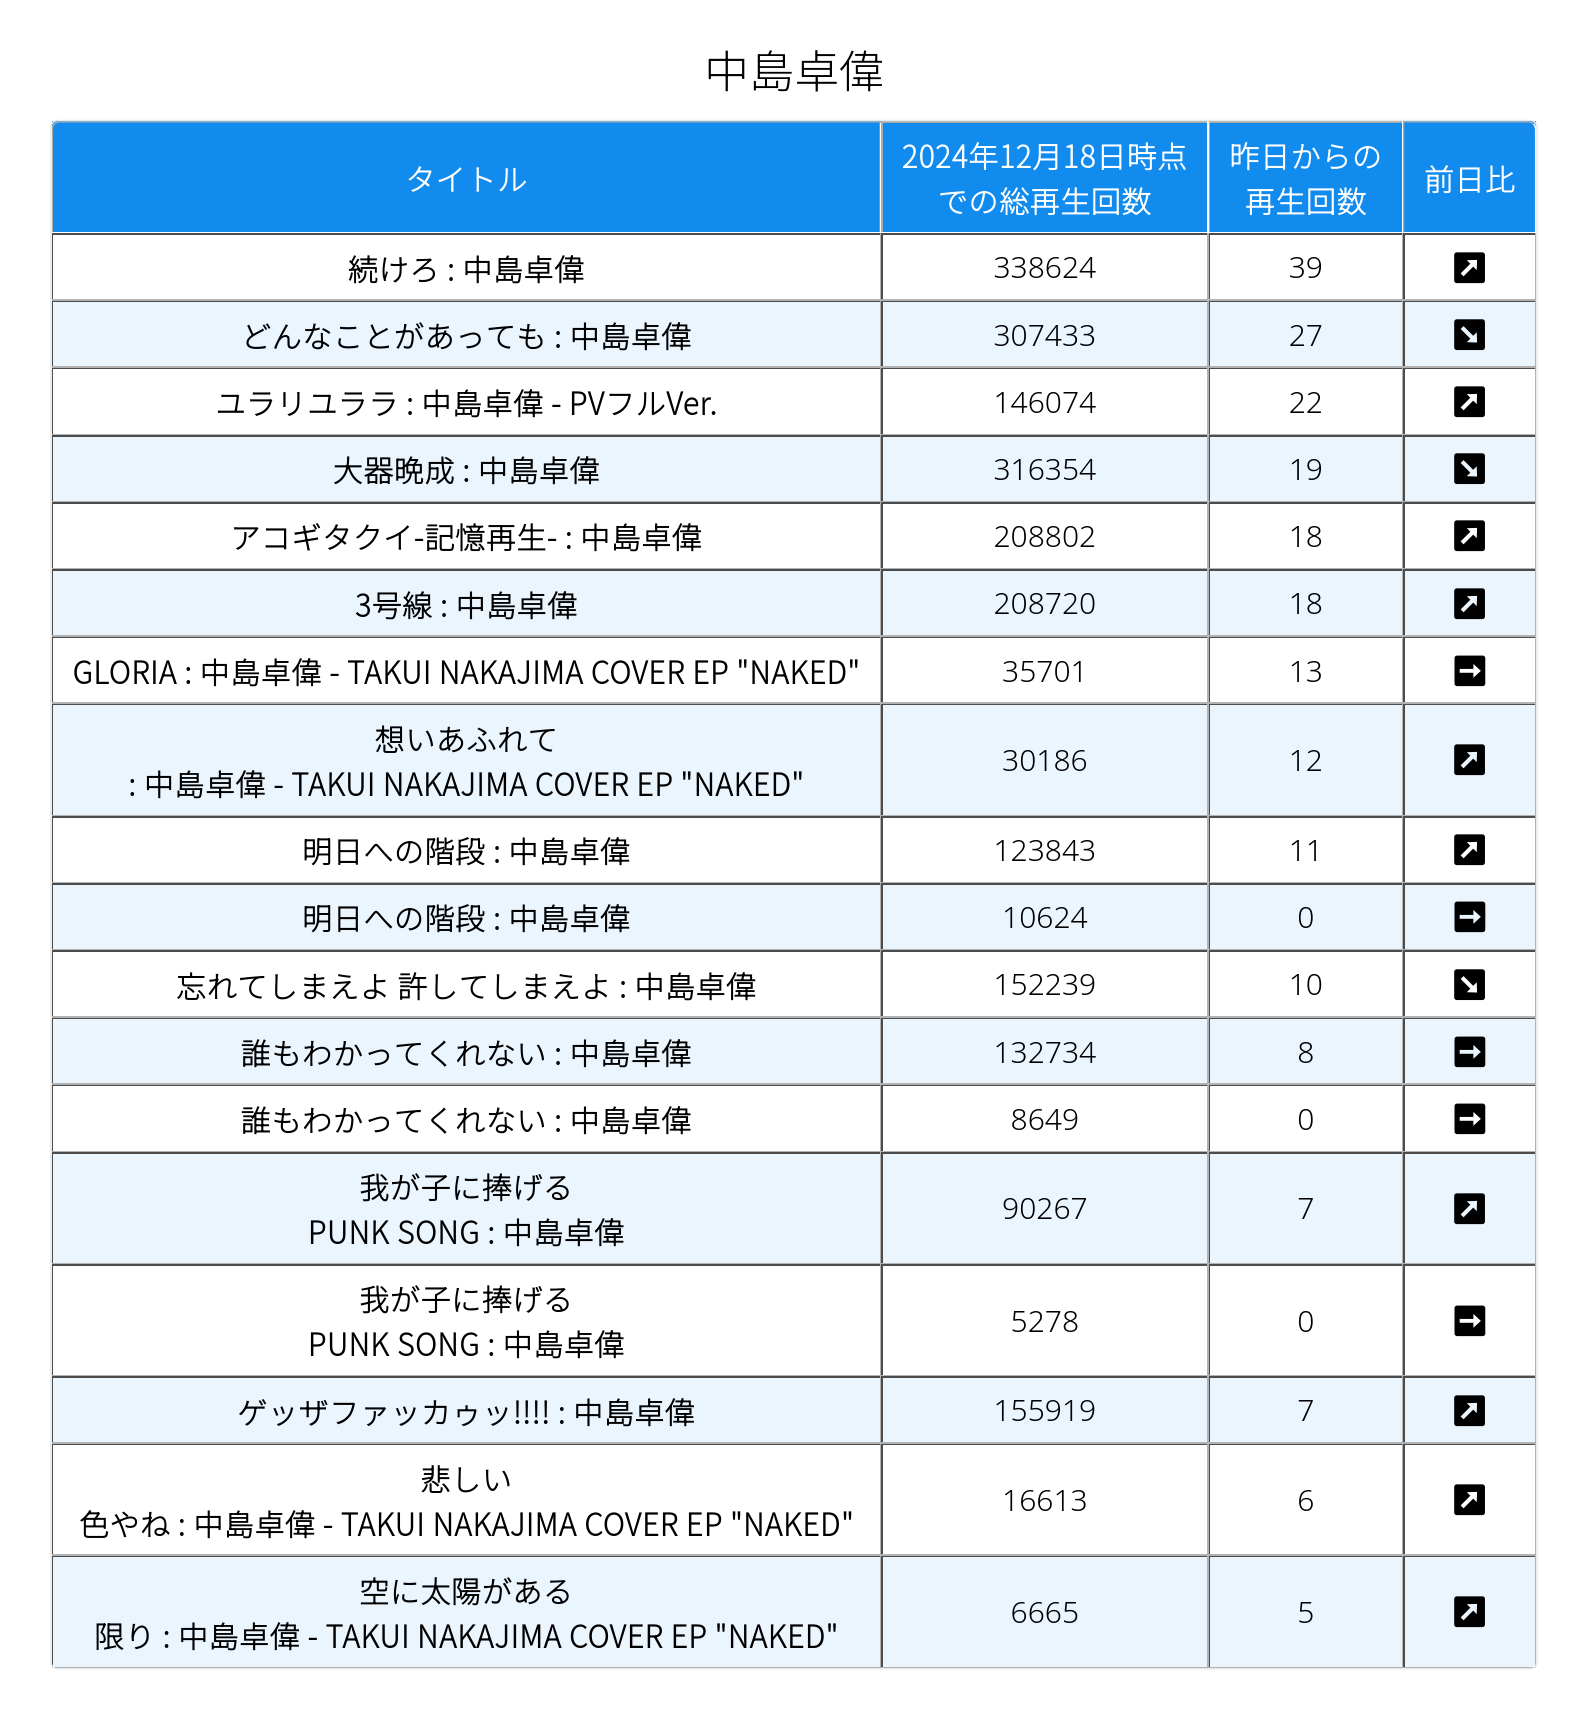 中島卓偉
タイトル
2024年12月18日時点
での総再生回数
昨日からの
再生回数
前日比
続けろ : 中島卓偉 338624 39 ↗
どんなことがあっても : 中島卓偉 307433 27 ↘
ユラリユララ : 中島卓偉 - PVフルVer. 146074 22 ↗
大器晩成 : 中島卓偉 316354 19 ↘
アコギタクイ-記憶再生- : 中島卓偉 208802 18 ↗
3号線 : 中島卓偉 208720 18 ↗
GLORIA : 中島卓偉 - TAKUI NAKAJIMA COVER EP "NAKED" 35701 13 →
想いあふれて
: 中島卓偉 - TAKUI NAKAJIMA COVER EP "NAKED" 30186 12 ↗
明日への階段 : 中島卓偉 123843 11 ↗
明日への階段 : 中島卓偉 10624 0 →
忘れてしまえよ 許してしまえよ : 中島卓偉 152239 10 ↘
誰もわかってくれない : 中島卓偉 132734 8 →
誰もわかってくれない : 中島卓偉 8649 0 →
我が子に捧げる
PUNK SONG : 中島卓偉 90267 7 ↗
我が子に捧げる
PUNK SONG : 中島卓偉 5278 0 →
ゲッザファッカゥッ!!!! : 中島卓偉 155919 7 ↗
悲しい
色やね : 中島卓偉 - TAKUI NAKAJIMA COVER EP "NAKED" 16613 6 ↗
空に太陽がある
限り : 中島卓偉 - TAKUI NAKAJIMA COVER EP "NAKED" 6665 5 ↗